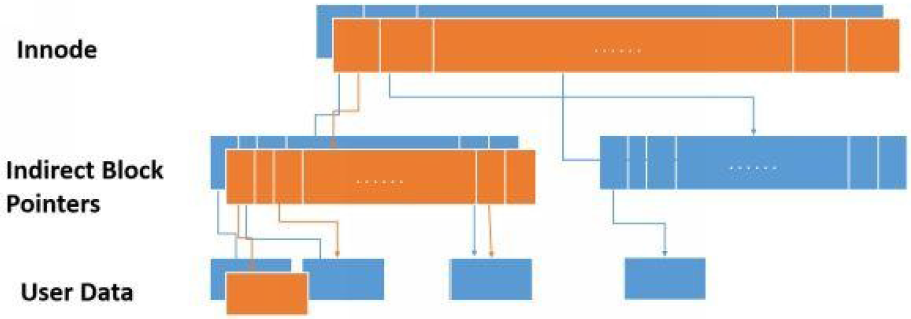 Innode
......
Indirect Block
Pointers
......
......
User Data